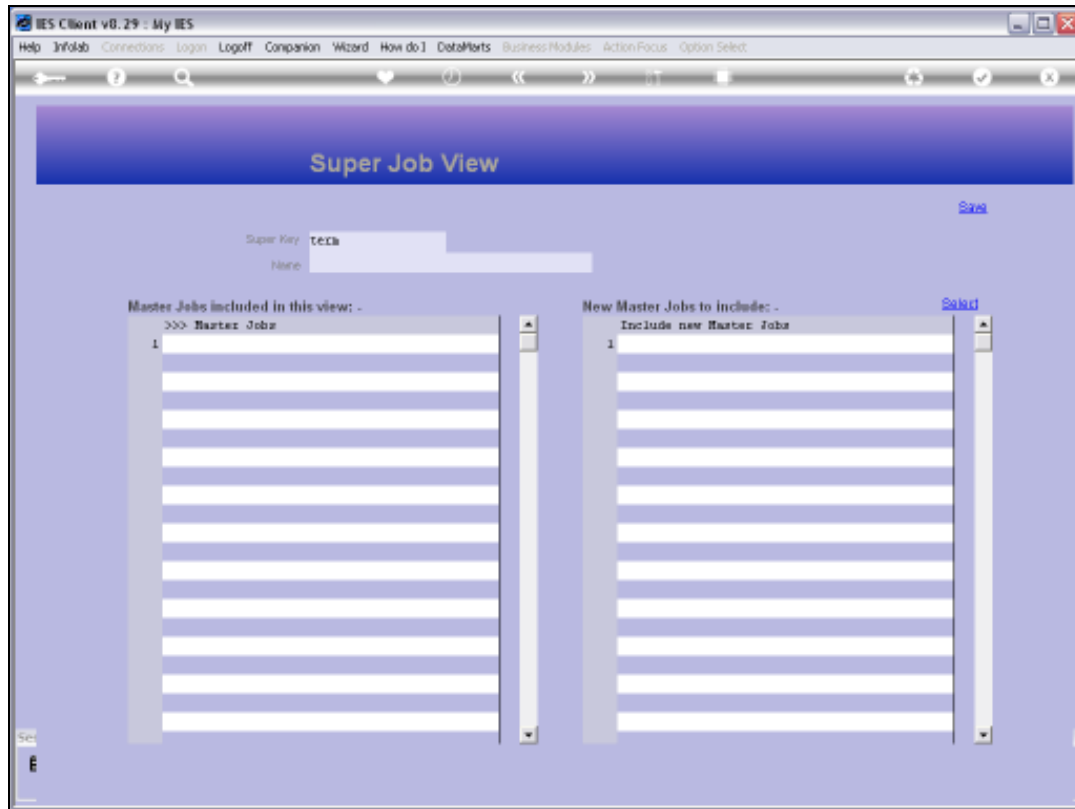 IES Client v8.29 : My IES
Help Infolab Connections Logon Logoff Companion Wizard How do I DataMarts Business Modules Action Focus Option Select
Super Job View
Save
Super Key term
Name
Master Jobs included in this view: -
New Master Jobs to include: -
Select
>>> Master Jobs
Include new Master Jobs
1
1